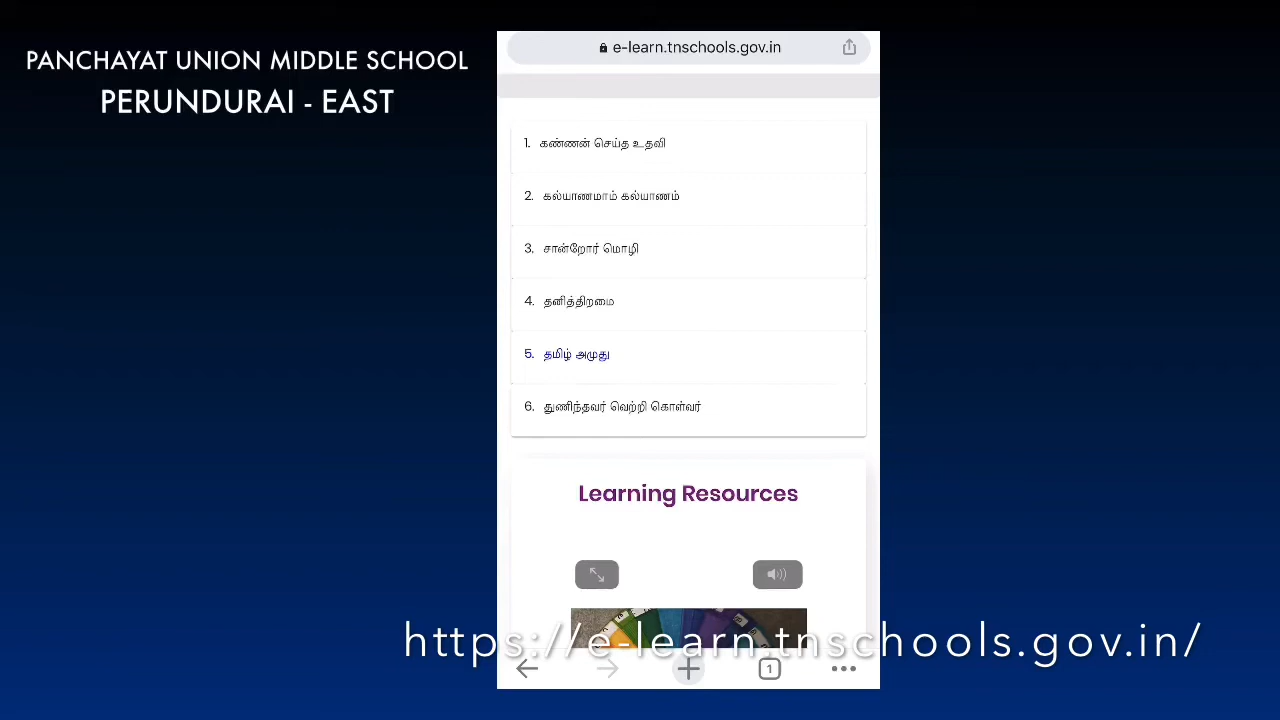 PANCHAYAT UNION MIDDLE SCHOOL
PERUNDURAI - EAST
e-learn.tnschools.gov.in
1. கண்ணன் செய்த உதவி
2. கல்யாணமாம் கல்யாணம்
3. சான்றோர் மொழி
4. தனித்திறமை
5. தமிழ் அமுது
6. துணிந்தவர் வெற்றி கொள்வர்
Learning Resources
https://e-learn.tnschools.gov.in/
1